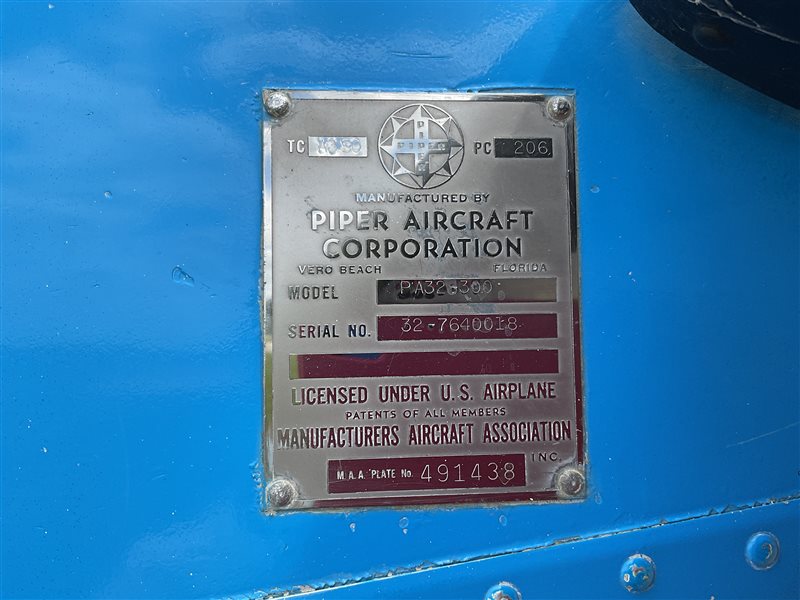 TC
PIPER
PC 206
MANUFACTURED BY
PIPER AIRCRAFT
CORPORATION
VERO BEACH FLORIDA
MODEL PA32-300
SERIAL NO. 32-7640018
LICENSED UNDER U.S. AIRPLANE
PATENTS OF ALL MEMBERS
MANUFACTURERS AIRCRAFT ASSOCIATION
INC.
M.A.A. PLATE No. 491438